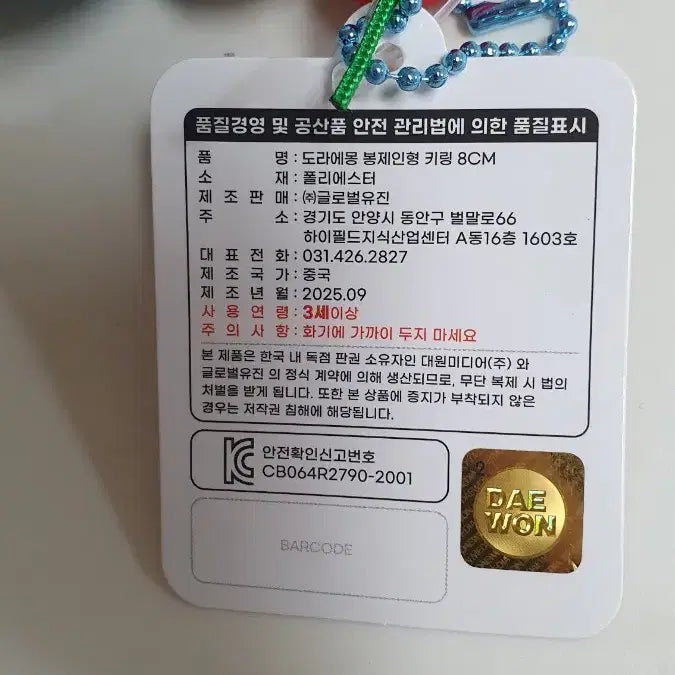 품질경영 및 공산품 안전 관리법에 의한 품질표시
품 명 : 도라에몽 봉제인형 키링 8CM
소 재 : 폴리에스터
제 조 판 매 : ㈜글로벌유진
주 소 : 경기도 안양시 동안구 벌말로66
하이필드지식산업센터 A동16층 1603호
대 표 전 화 : 031.426.2827
제 조 국 가 : 중국
제 조 년 월 : 2025.09
사 용 연 령 : 3세이상
주 의 사 항 : 화기에 가까이 두지 마세요
본 제품은 한국 내 독점 판권 소유자인 대원미디어(주) 와
글로벌유진 의 정식 계약에 의해 생산되므로, 무단 복제 시 법의
처벌을 받게 됩니다. 또한 본 상품에 증지가 부착되지 않은
경우는 저작권 침해에 해당됩니다.
안전확인신고번호
CB064R2790-2001
DAE
WON
BARCODE